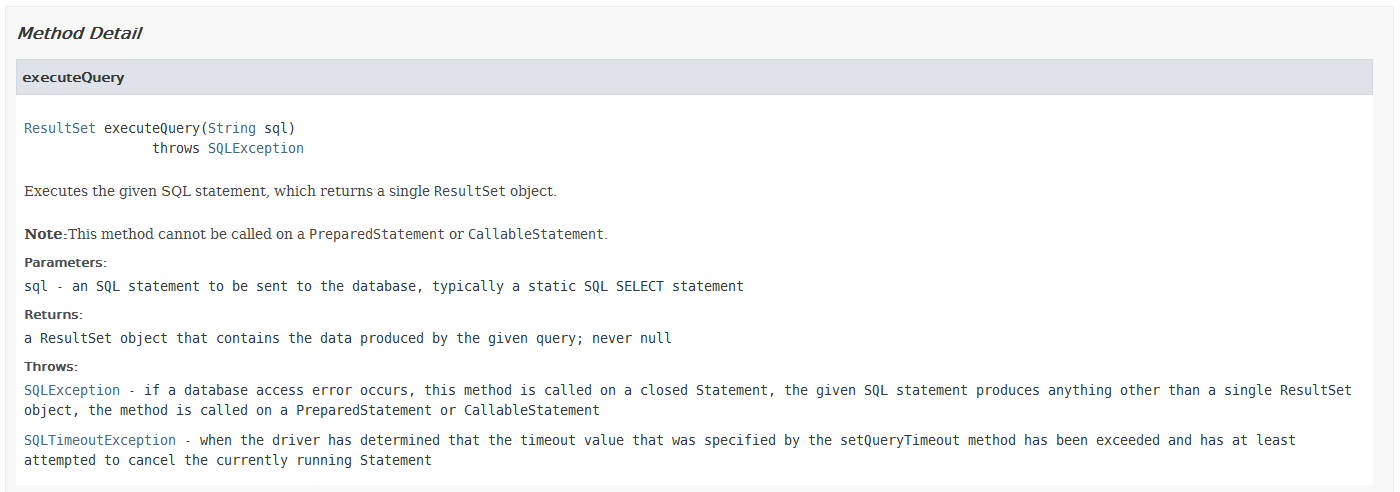 Method Detail
executeQuery
ResultSet executeQuery(String sql)
throws SQLException
Executes the given SQL statement, which returns a single ResultSet object.
Note:This method cannot be called on a PreparedStatement or CallableStatement.
Parameters:
sql - an SQL statement to be sent to the database, typically a static SQL SELECT statement
Returns:
a ResultSet object that contains the data produced by the given query; never null
Throws:
SQLException - if a database access error occurs, this method is called on a closed Statement, the given SQL statement produces anything other than a single ResultSet
object, the method is called on a PreparedStatement or CallableStatement
SQLTimeoutException - when the driver has determined that the timeout value that was specified by the setQueryTimeout method has been exceeded and has at least
attempted to cancel the currently running Statement